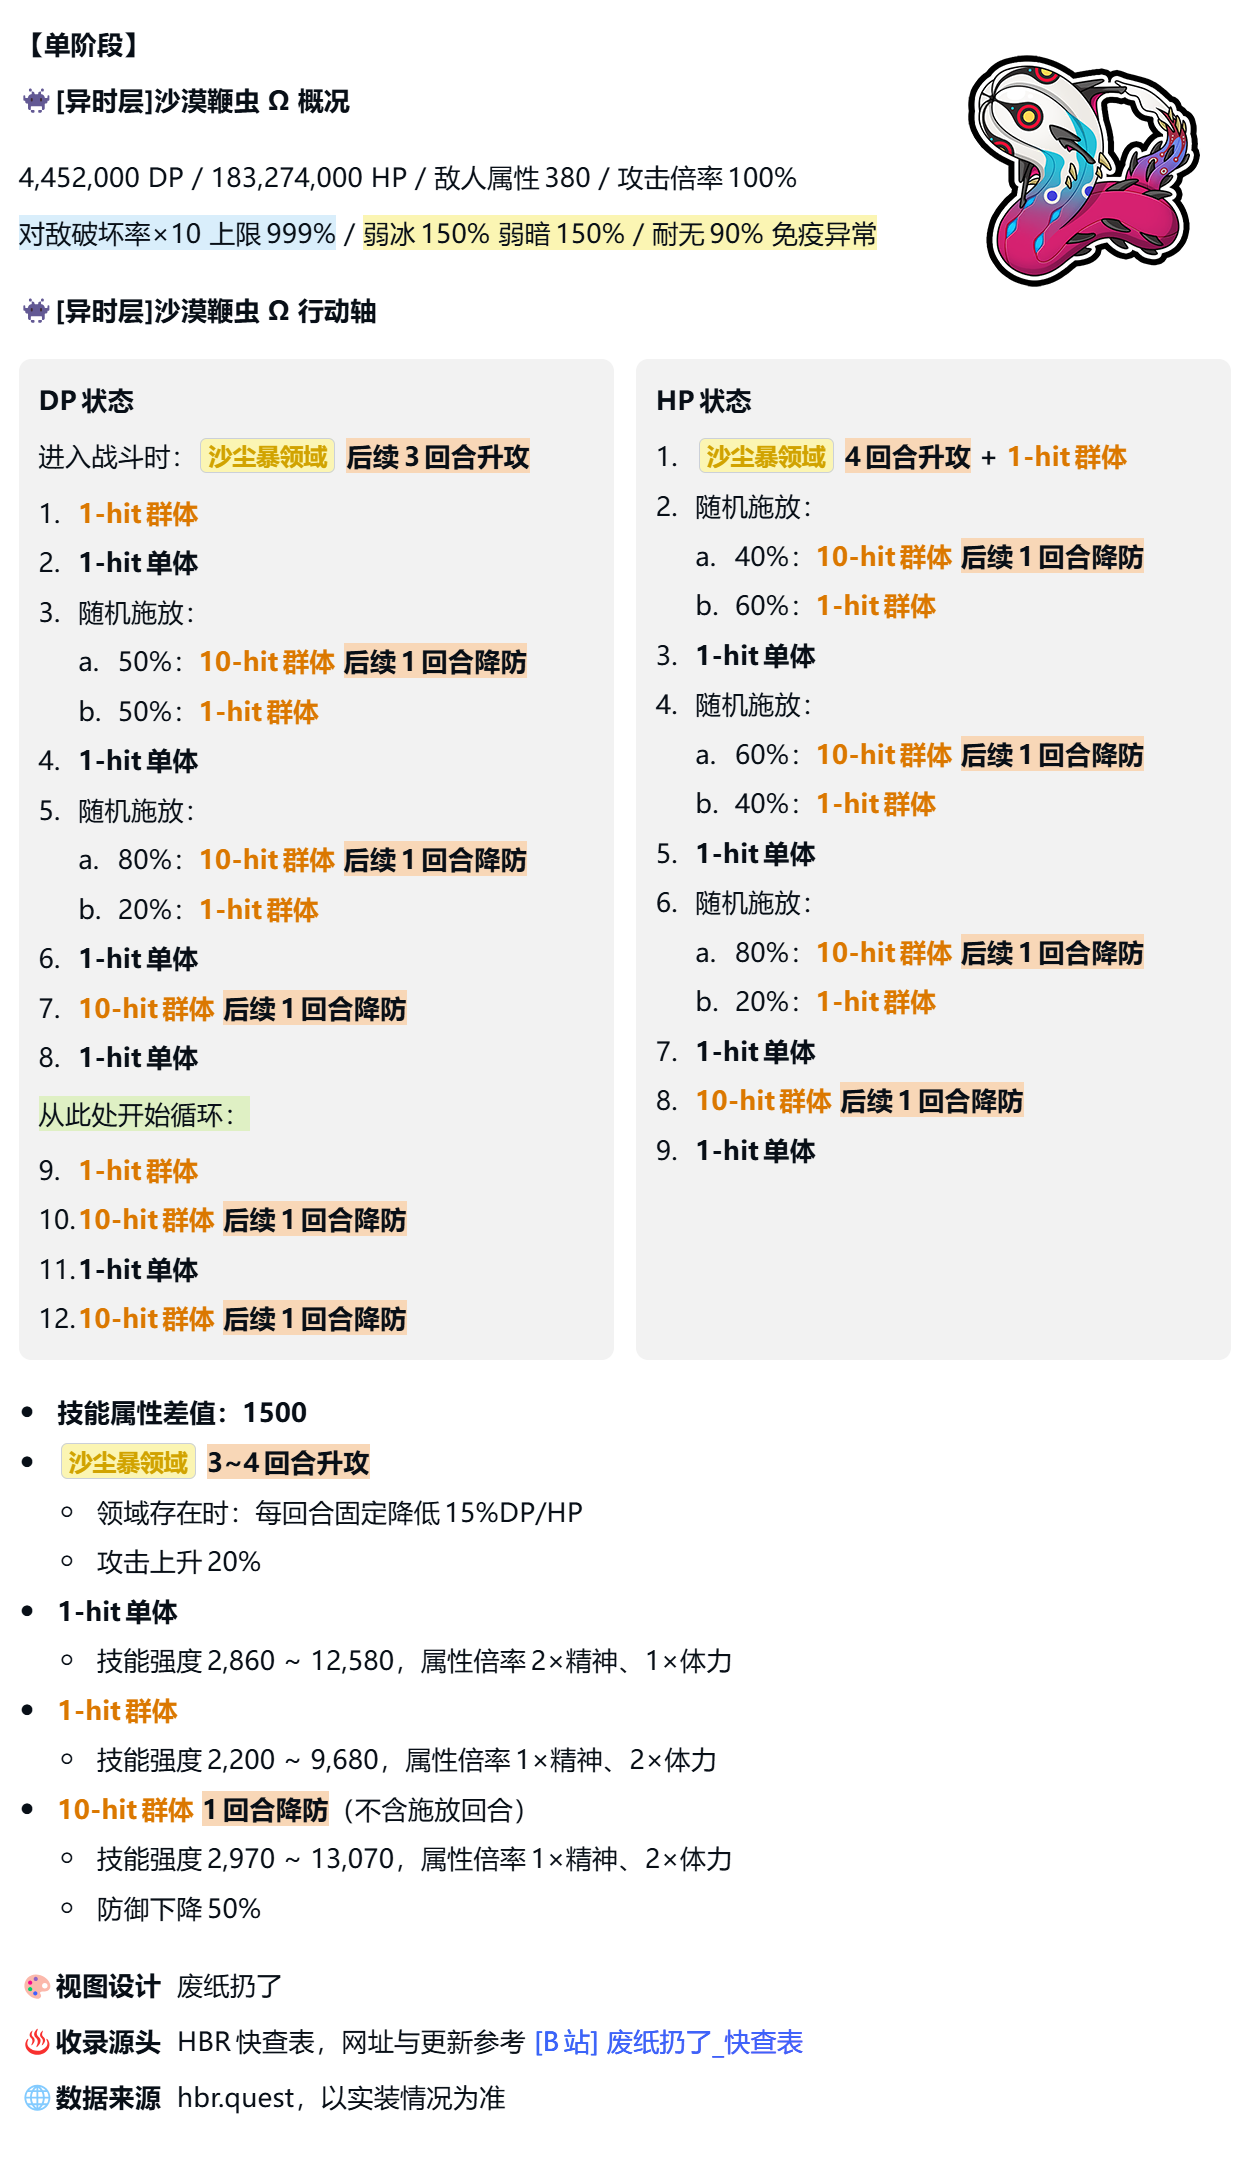 【单阶段】
[异时层]沙漠鞭虫 Ω 概况
4,452,000 DP / 183,274,000 HP / 敌人属性 380 / 攻击倍率 100%
对敌破坏率×10 上限 999% / 弱冰 150% 弱暗 150% / 耐无 90% 免疫异常
[异时层]沙漠鞭虫 Ω 行动轴
DP 状态
进入战斗时： 沙尘暴领域 后续 3 回合升攻
1. 1-hit 群体
2. 1-hit 单体
3. 随机施放：
a. 50%：10-hit 群体 后续 1 回合降防
b. 50%：1-hit 群体
4. 1-hit 单体
5. 随机施放：
a. 80%：10-hit 群体 后续 1 回合降防
b. 20%：1-hit 群体
6. 1-hit 单体
7. 10-hit 群体 后续 1 回合降防
8. 1-hit 单体
从此处开始循环：
9. 1-hit 群体
10. 10-hit 群体 后续 1 回合降防
11. 1-hit 单体
12. 10-hit 群体 后续 1 回合降防
HP 状态
1. 沙尘暴领域 4 回合升攻 + 1-hit 群体
2. 随机施放：
a. 40%：10-hit 群体 后续 1 回合降防
b. 60%：1-hit 群体
3. 1-hit 单体
4. 随机施放：
a. 60%：10-hit 群体 后续 1 回合降防
b. 40%：1-hit 群体
5. 1-hit 单体
6. 随机施放：
a. 80%：10-hit 群体 后续 1 回合降防
b. 20%：1-hit 群体
7. 1-hit 单体
8. 10-hit 群体 后续 1 回合降防
9. 1-hit 单体
• 技能属性差值：1500
• 沙尘暴领域 3~4 回合升攻
◦ 领域存在时：每回合固定降低 15%DP/HP
◦ 攻击上升 20%
• 1-hit 单体
◦ 技能强度 2,860 ~ 12,580，属性倍率 2×精神、1×体力
• 1-hit 群体
◦ 技能强度 2,200 ~ 9,680，属性倍率 1×精神、2×体力
• 10-hit 群体 1 回合降防（不含施放回合）
◦ 技能强度 2,970 ~ 13,070，属性倍率 1×精神、2×体力
◦ 防御下降 50%
视图设计 废纸扔了
收录源头 HBR 快查表，网址与更新参考 [B 站] 废纸扔了_快查表
数据来源 hbr.quest，以实装情况为准